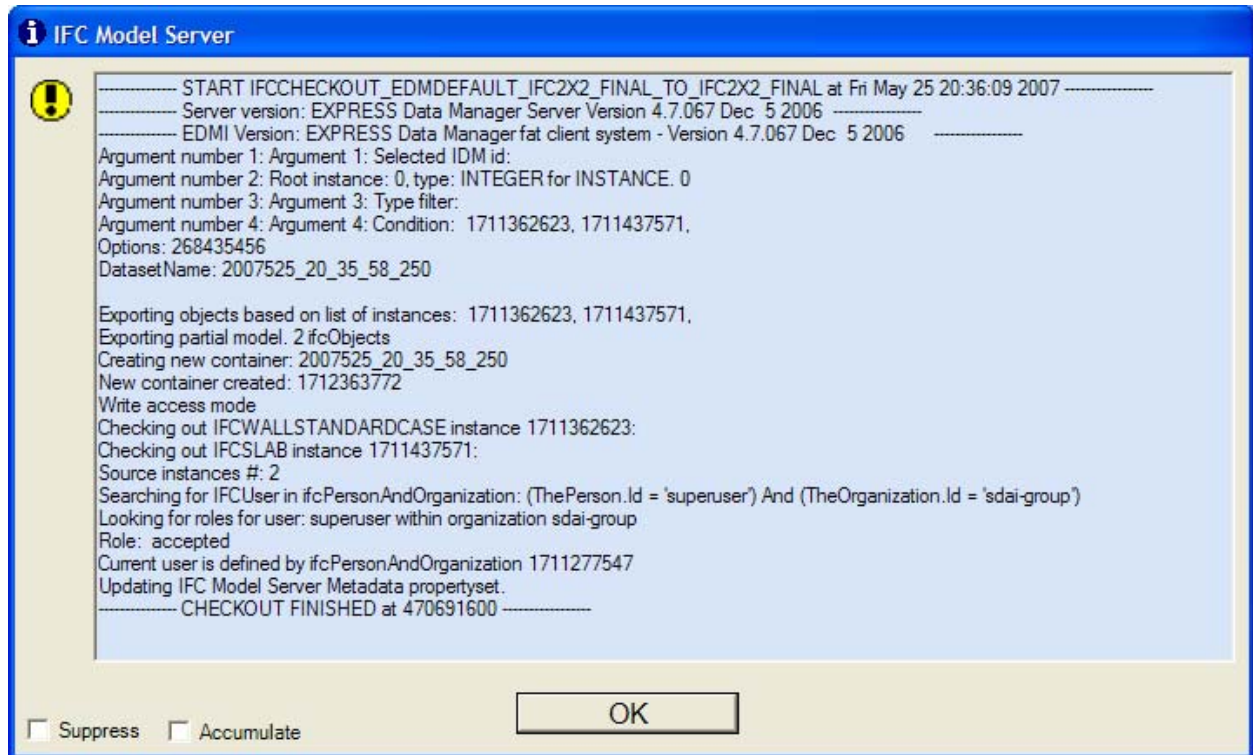 IFC Model Server
--------------- START IFCCHECKOUT_EDMDEFAULT_IFC2X2_FINAL_TO_IFC2X2_FINAL at Fri May 25 20:36:09 2007 -----------------
--------------- Server version: EXPRESS Data Manager Server Version 4.7.067 Dec  5 2006  -----------------
--------------- EDMI Version: EXPRESS Data Manager fat client system - Version 4.7.067 Dec  5 2006      -----------------
Argument number 1: Argument 1: Selected IDM id:
Argument number 2: Root instance: 0, type: INTEGER for INSTANCE. 0
Argument number 3: Argument 3: Type filter:
Argument number 4: Argument 4: Condition:  1711362623, 1711437571,
Options: 268435456
DatasetName: 2007525_20_35_58_250
Exporting objects based on list of instances:  1711362623, 1711437571,
Exporting partial model. 2 ifcObjects
Creating new container: 2007525_20_35_58_250
New container created: 1712363772
Write access mode
Checking out IFCWALLSTANDARDCASE instance 1711362623:
Checking out IFCSLAB instance 1711437571:
Source instances #: 2
Searching for IFCUser in ifcPersonAndOrganization: (ThePerson.Id = 'superuser') And (TheOrganization.Id = 'sdai-group')
Looking for roles for user: superuser within organization sdai-group
Role:  accepted
Current user is defined by ifcPersonAndOrganization 1711277547
Updating IFC Model Server Metadata propertyset.
--------------- CHECKOUT FINISHED at 470691600 -----------------
OK
Suppress
Accumulate